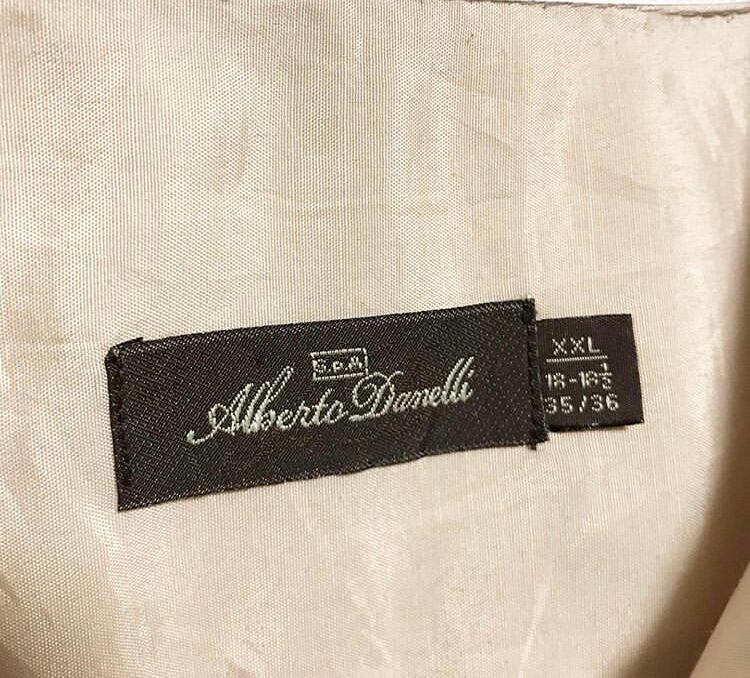 S.p.A
Alberto Danelli
XXL
18-18½
35/36